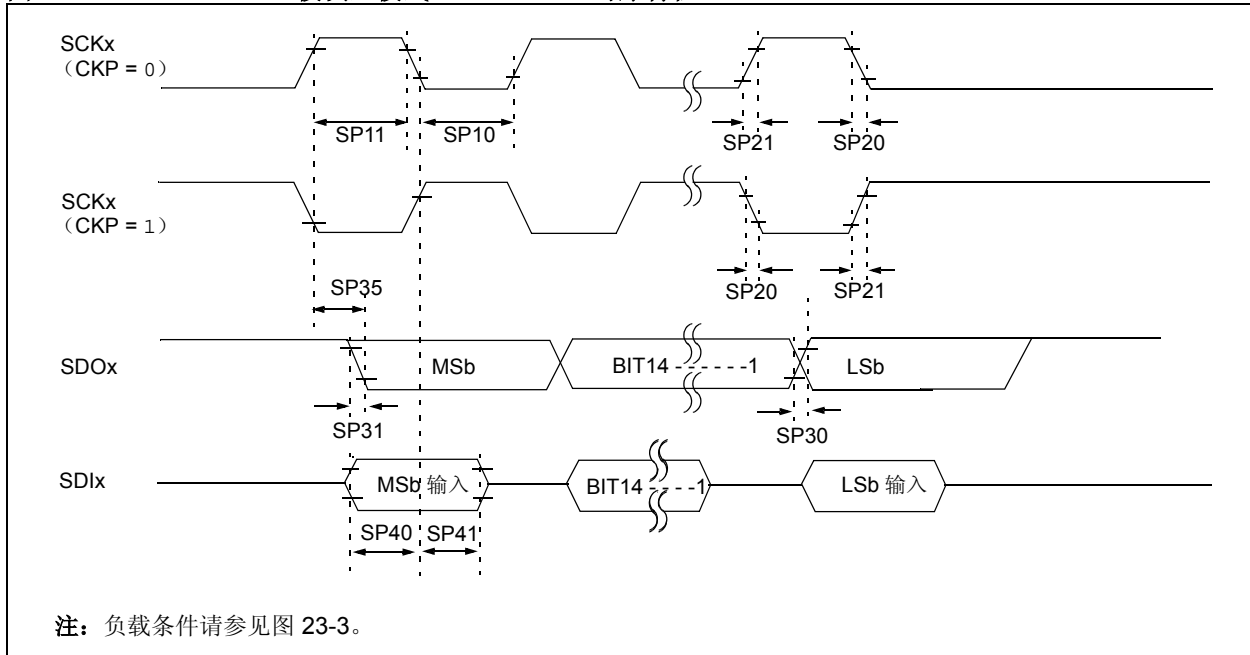 SCKx
（CKP = 0）
SP11
SP10
SP21
SP20
SCKx
（CKP = 1）
SP35
SP20
SP21
SDOx
MSb
BIT14 - - - - - -1
LSb
SP31
SP30
SDIx
MSb 输入
BIT14 - - - -1
LSb 输入
SP40
SP41
注：负载条件请参见图 23-3。